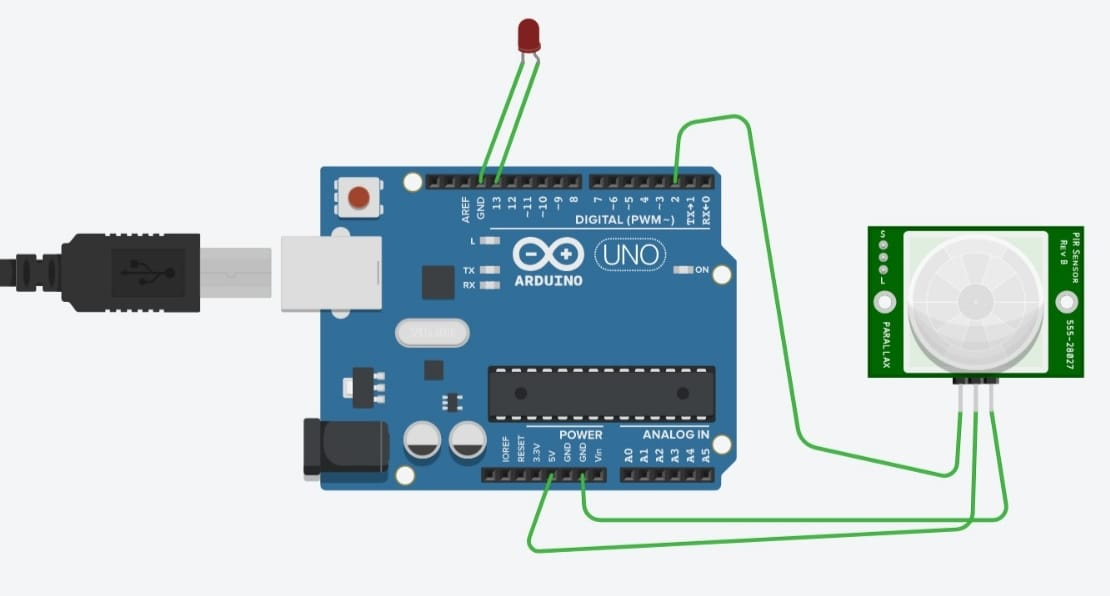 AREF
GND
13
12
~11
~10
~9
8
7
~6
~5
4
~3
2
TX→1
RX←0
DIGITAL (PWM~)
L
TX
RX
UNO
ON
ARDUINO
S
L
PARALLAX
PIR SENSOR
REV B
555-28027
POWER
ANALOG IN
IOREF
RESET
3.3V
5V
GND
GND
Vin
A0
A1
A2
A3
A4
A5